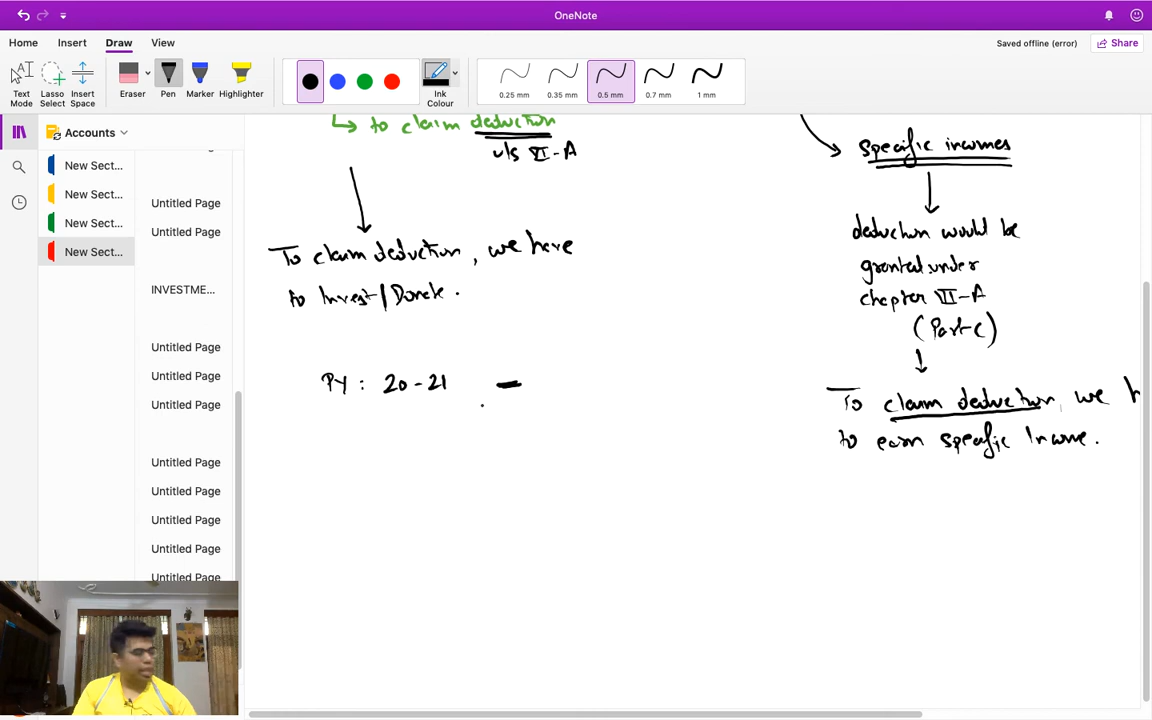 OneNote
Home Insert Draw View
Saved offline (error) Share
Text Mode
Lasso Select
Insert Space
Eraser
Pen
Marker
Highlighter
Ink Colour
0.25 mm
0.35 mm
0.5 mm
0.7 mm
1 mm
Accounts
New Sect...
New Sect...
New Sect...
New Sect...
Untitled Page
Untitled Page
INVESTME...
Untitled Page
Untitled Page
Untitled Page
Untitled Page
Untitled Page
Untitled Page
Untitled Page
Untitled Page
to claim deduction
u/s VI-A
To claim deduction, we have
to Invest/Donate.
PY: 20-21 -
specific incomes
deduction would be
granted under
chapter VI-A
(Part-C)
To claim deduction, we h
to earn specific Income.